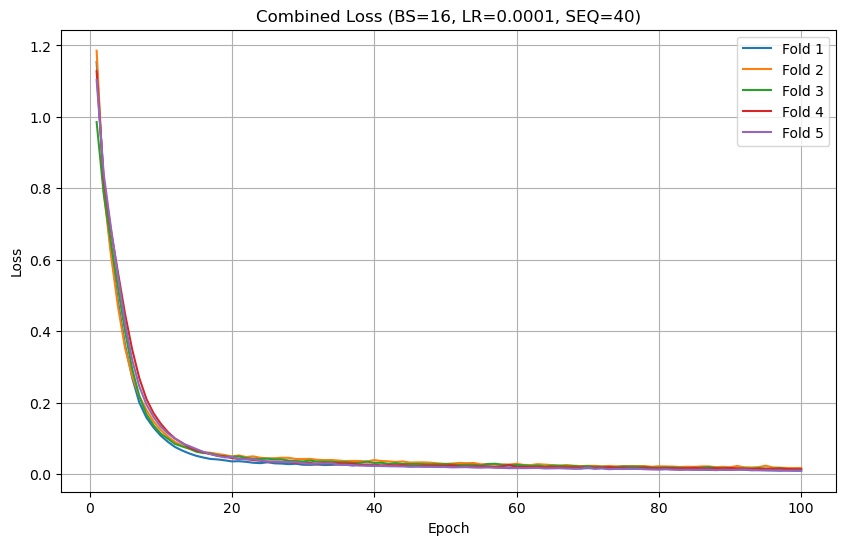 Combined Loss (BS=16, LR=0.0001, SEQ=40)
Fold 1
Fold 2
Fold 3
Fold 4
Fold 5
Loss
1.2
1.0
0.8
0.6
0.4
0.2
0.0
0 20 40 60 80 100
Epoch